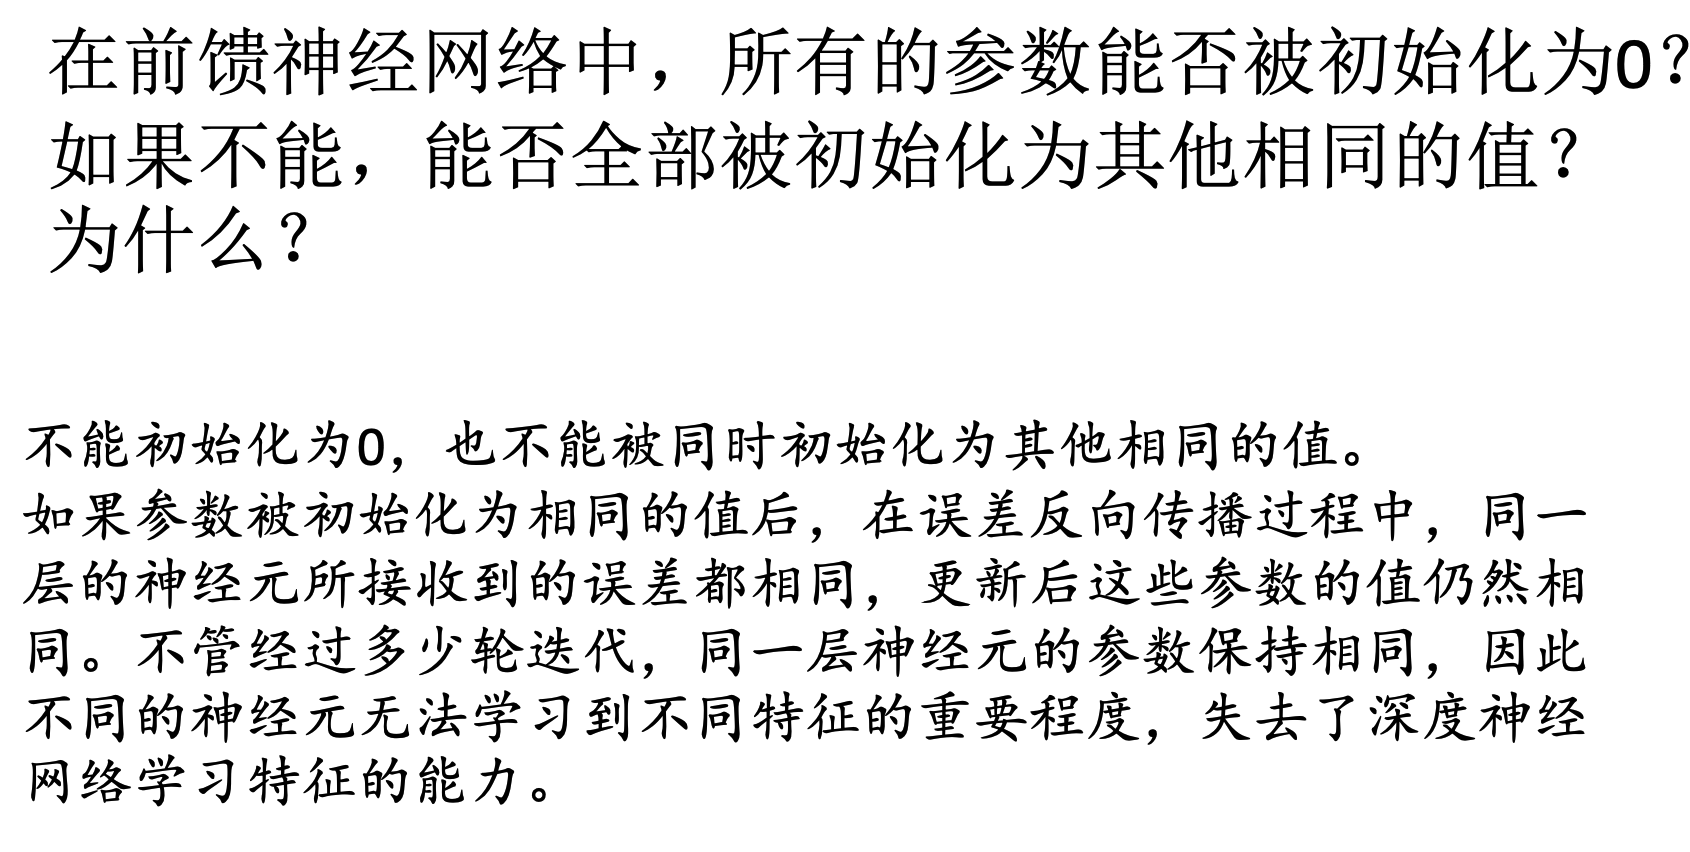 在前馈神经网络中，所有的参数能否被初始化为0？
如果不能，能否全部被初始化为其他相同的值？
为什么？
不能初始化为0，也不能被同时初始化为其他相同的值。
如果参数被初始化为相同的值后，在误差反向传播过程中，同一
层的神经元所接收到的误差都相同，更新后这些参数的值仍然相
同。不管经过多少轮迭代，同一层神经元的参数保持相同，因此
不同的神经元无法学习到不同特征的重要程度，失去了深度神经
网络学习特征的能力。